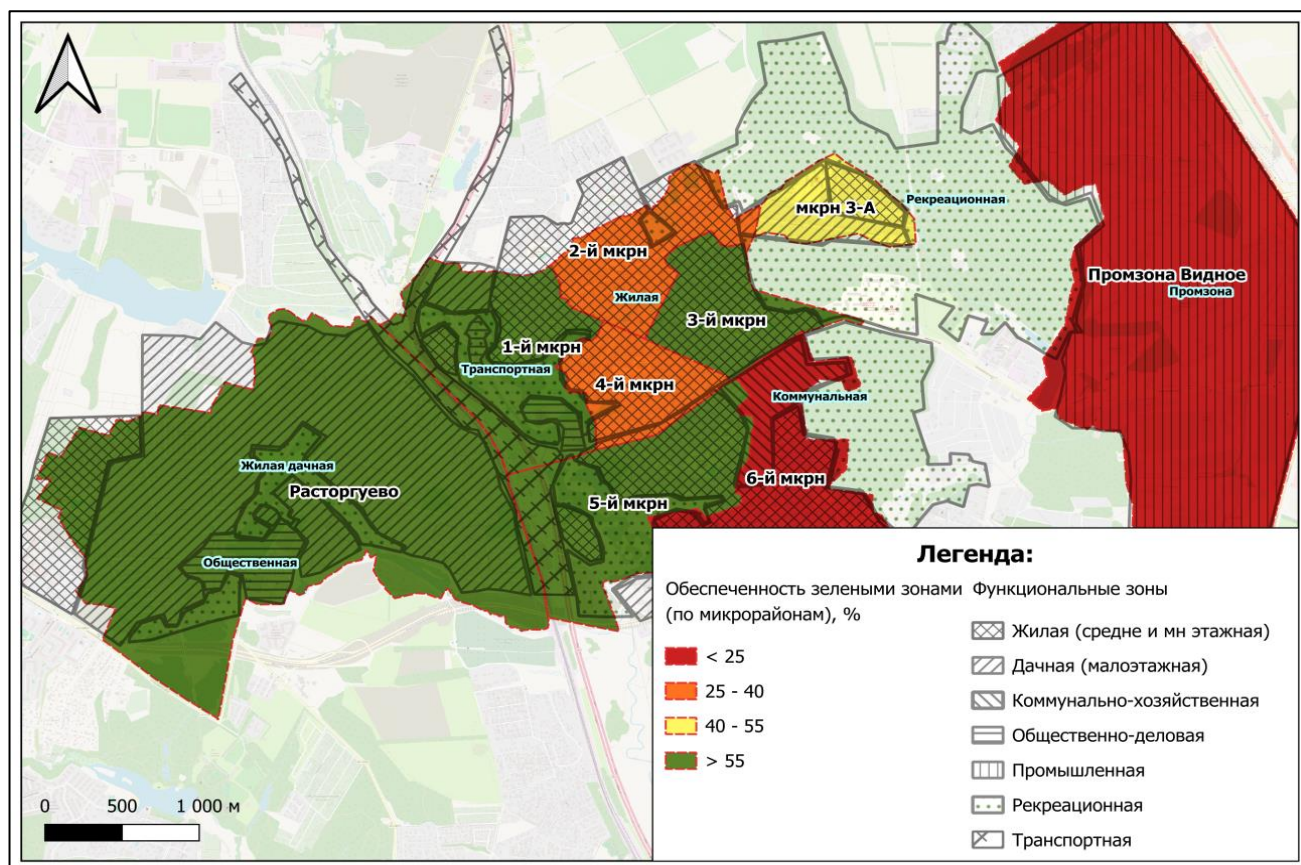 мкрн 3-А
Рекреационная
2-й мкрн
Промзона Видное
Промзона
Жилая
3-й мкрн
1-й мкрн
Транспортная
4-й мкрн
Коммунальная
Жилая дачная
6-й мкрн
Расторгуево
5-й мкрн
Общественная
Легенда:
Обеспеченность зелеными зонами
(по микрорайонам), %
< 25
25 - 40
40 - 55
> 55
Функциональные зоны
Жилая (средне и мн этажная)
Дачная (малоэтажная)
Коммунально-хозяйственная
Общественно-деловая
Промышленная
Рекреационная
Транспортная
0 500 1 000 м